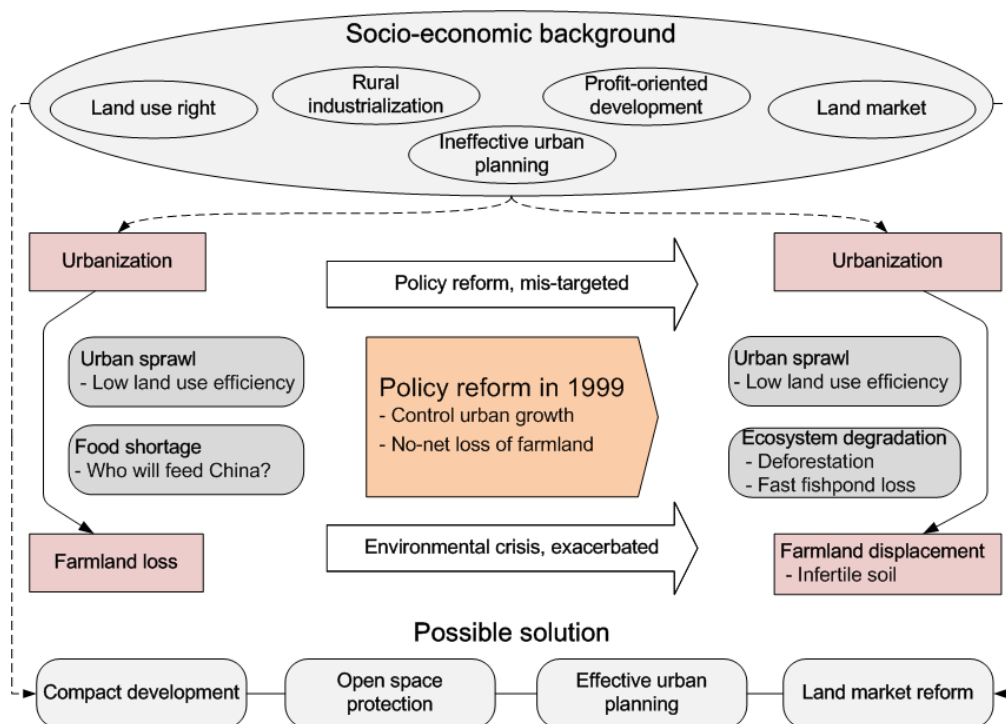 Socio-economic background
Land use right
Rural
industrialization
Profit-oriented
development
Land market
Ineffective urban
planning
Urbanization
Policy reform, mis-targeted
Urbanization
Urban sprawl
- Low land use efficiency
Food shortage
- Who will feed China?
Policy reform in 1999
- Control urban growth
- No-net loss of farmland
Urban sprawl
- Low land use efficiency
Ecosystem degradation
- Deforestation
- Fast fishpond loss
Farmland loss
Environmental crisis, exacerbated
Farmland displacement
- Infertile soil
Possible solution
Compact development
Open space
protection
Effective urban
planning
Land market reform